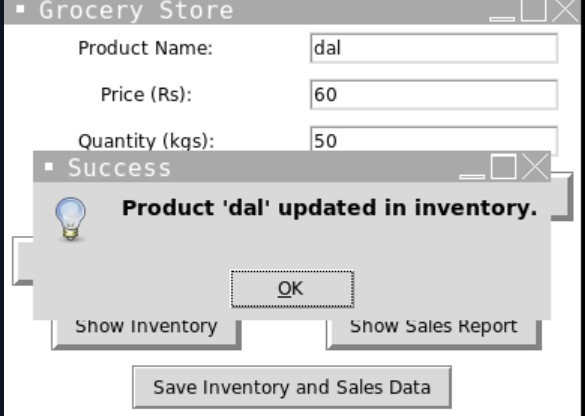 Grocery Store
Product Name:
dal
Price (Rs):
60
Quantity (kgs):
50
Success
Product 'dal' updated in inventory.
OK
Show Inventory
Show Sales Report
Save Inventory and Sales Data